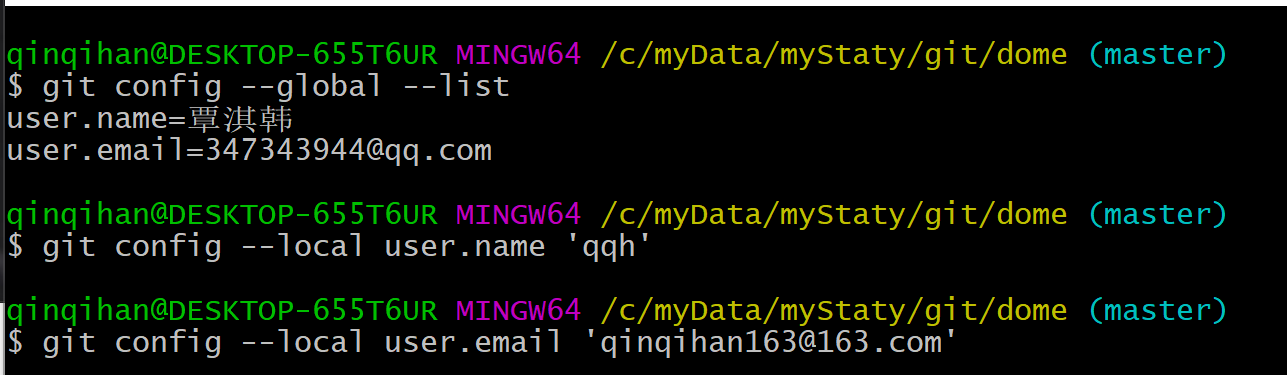 qinqihan@DESKTOP-655T6UR MINGW64 /c/myData/myStaty/git/dome (master)
$ git config --global --list
user.name=覃淇韩
user.email=347343944@qq.com
qinqihan@DESKTOP-655T6UR MINGW64 /c/myData/myStaty/git/dome (master)
$ git config --local user.name 'qqh'
qinqihan@DESKTOP-655T6UR MINGW64 /c/myData/myStaty/git/dome (master)
$ git config --local user.email 'qinqihan163@163.com'